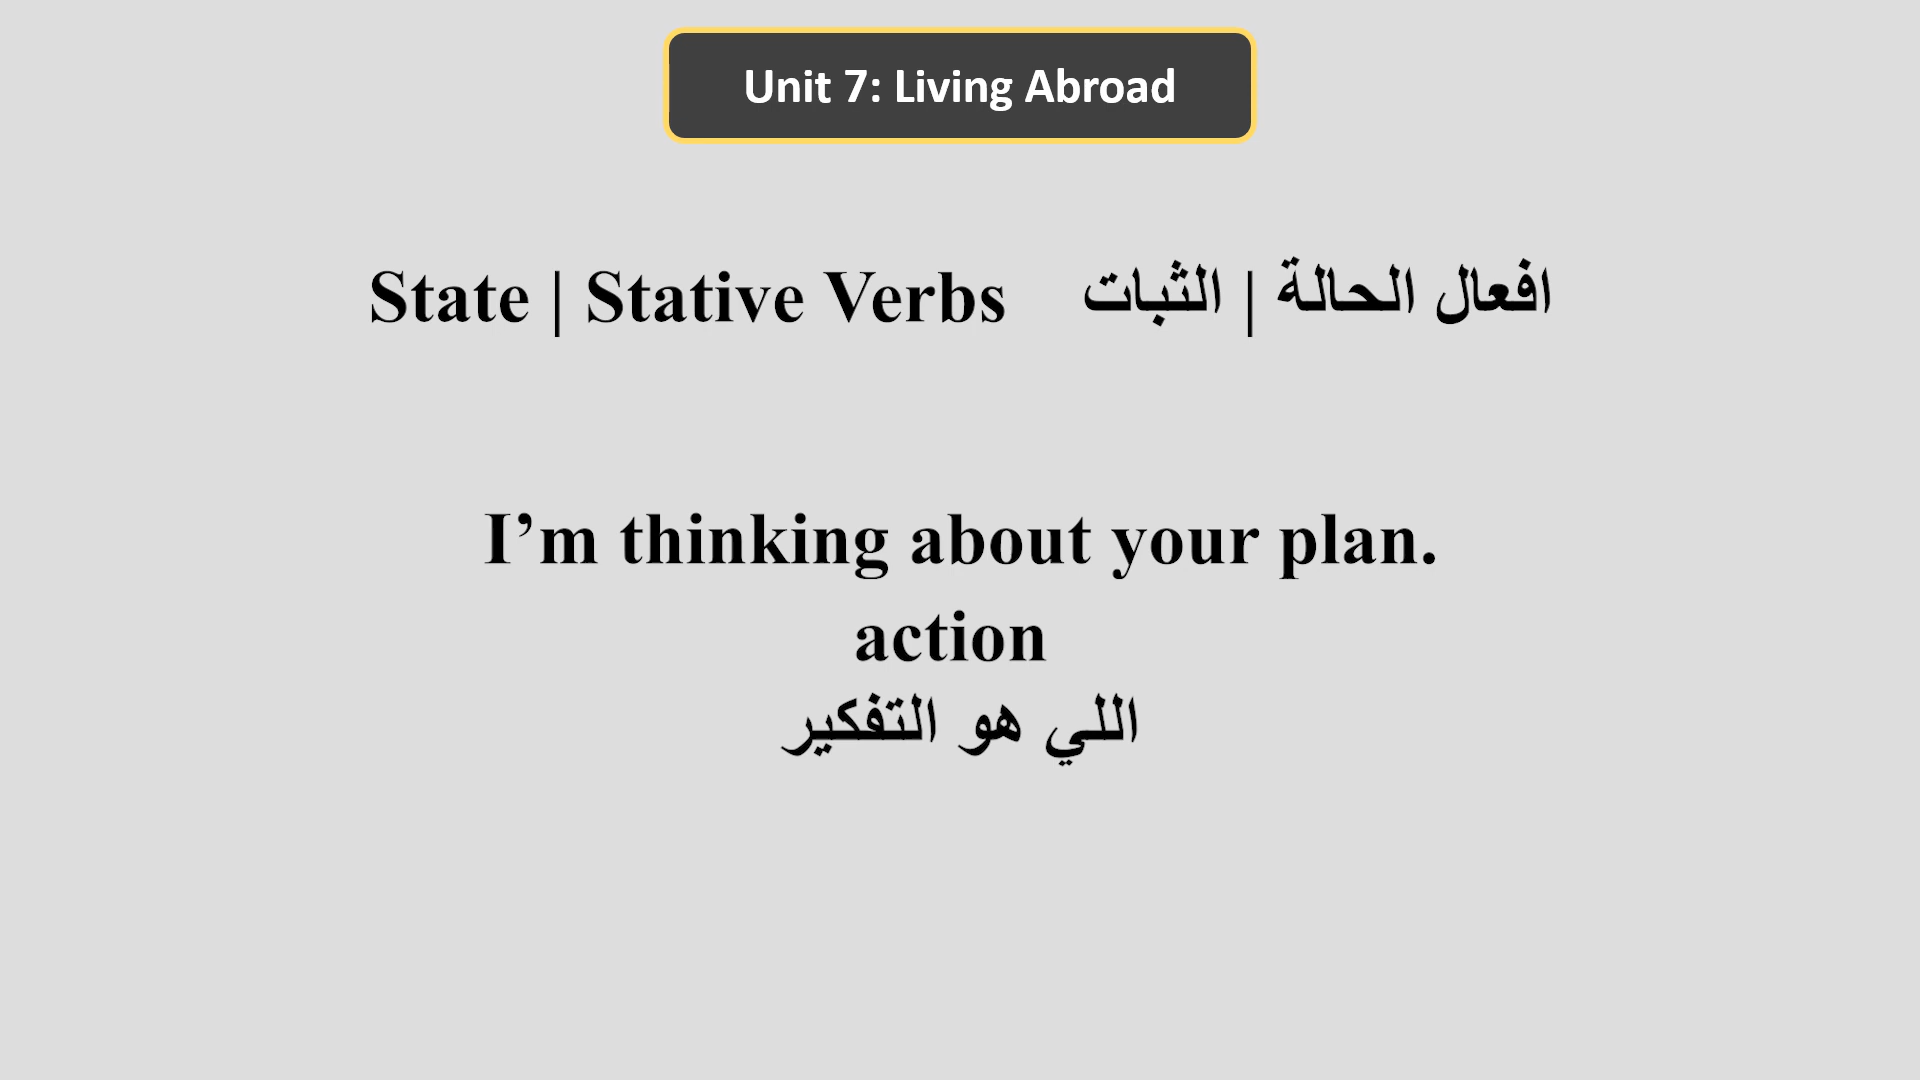 Unit 7: Living Abroad
State | Stative Verbs افعال الحالة | الثبات
I’m thinking about your plan.
action
اللي هو التفكير